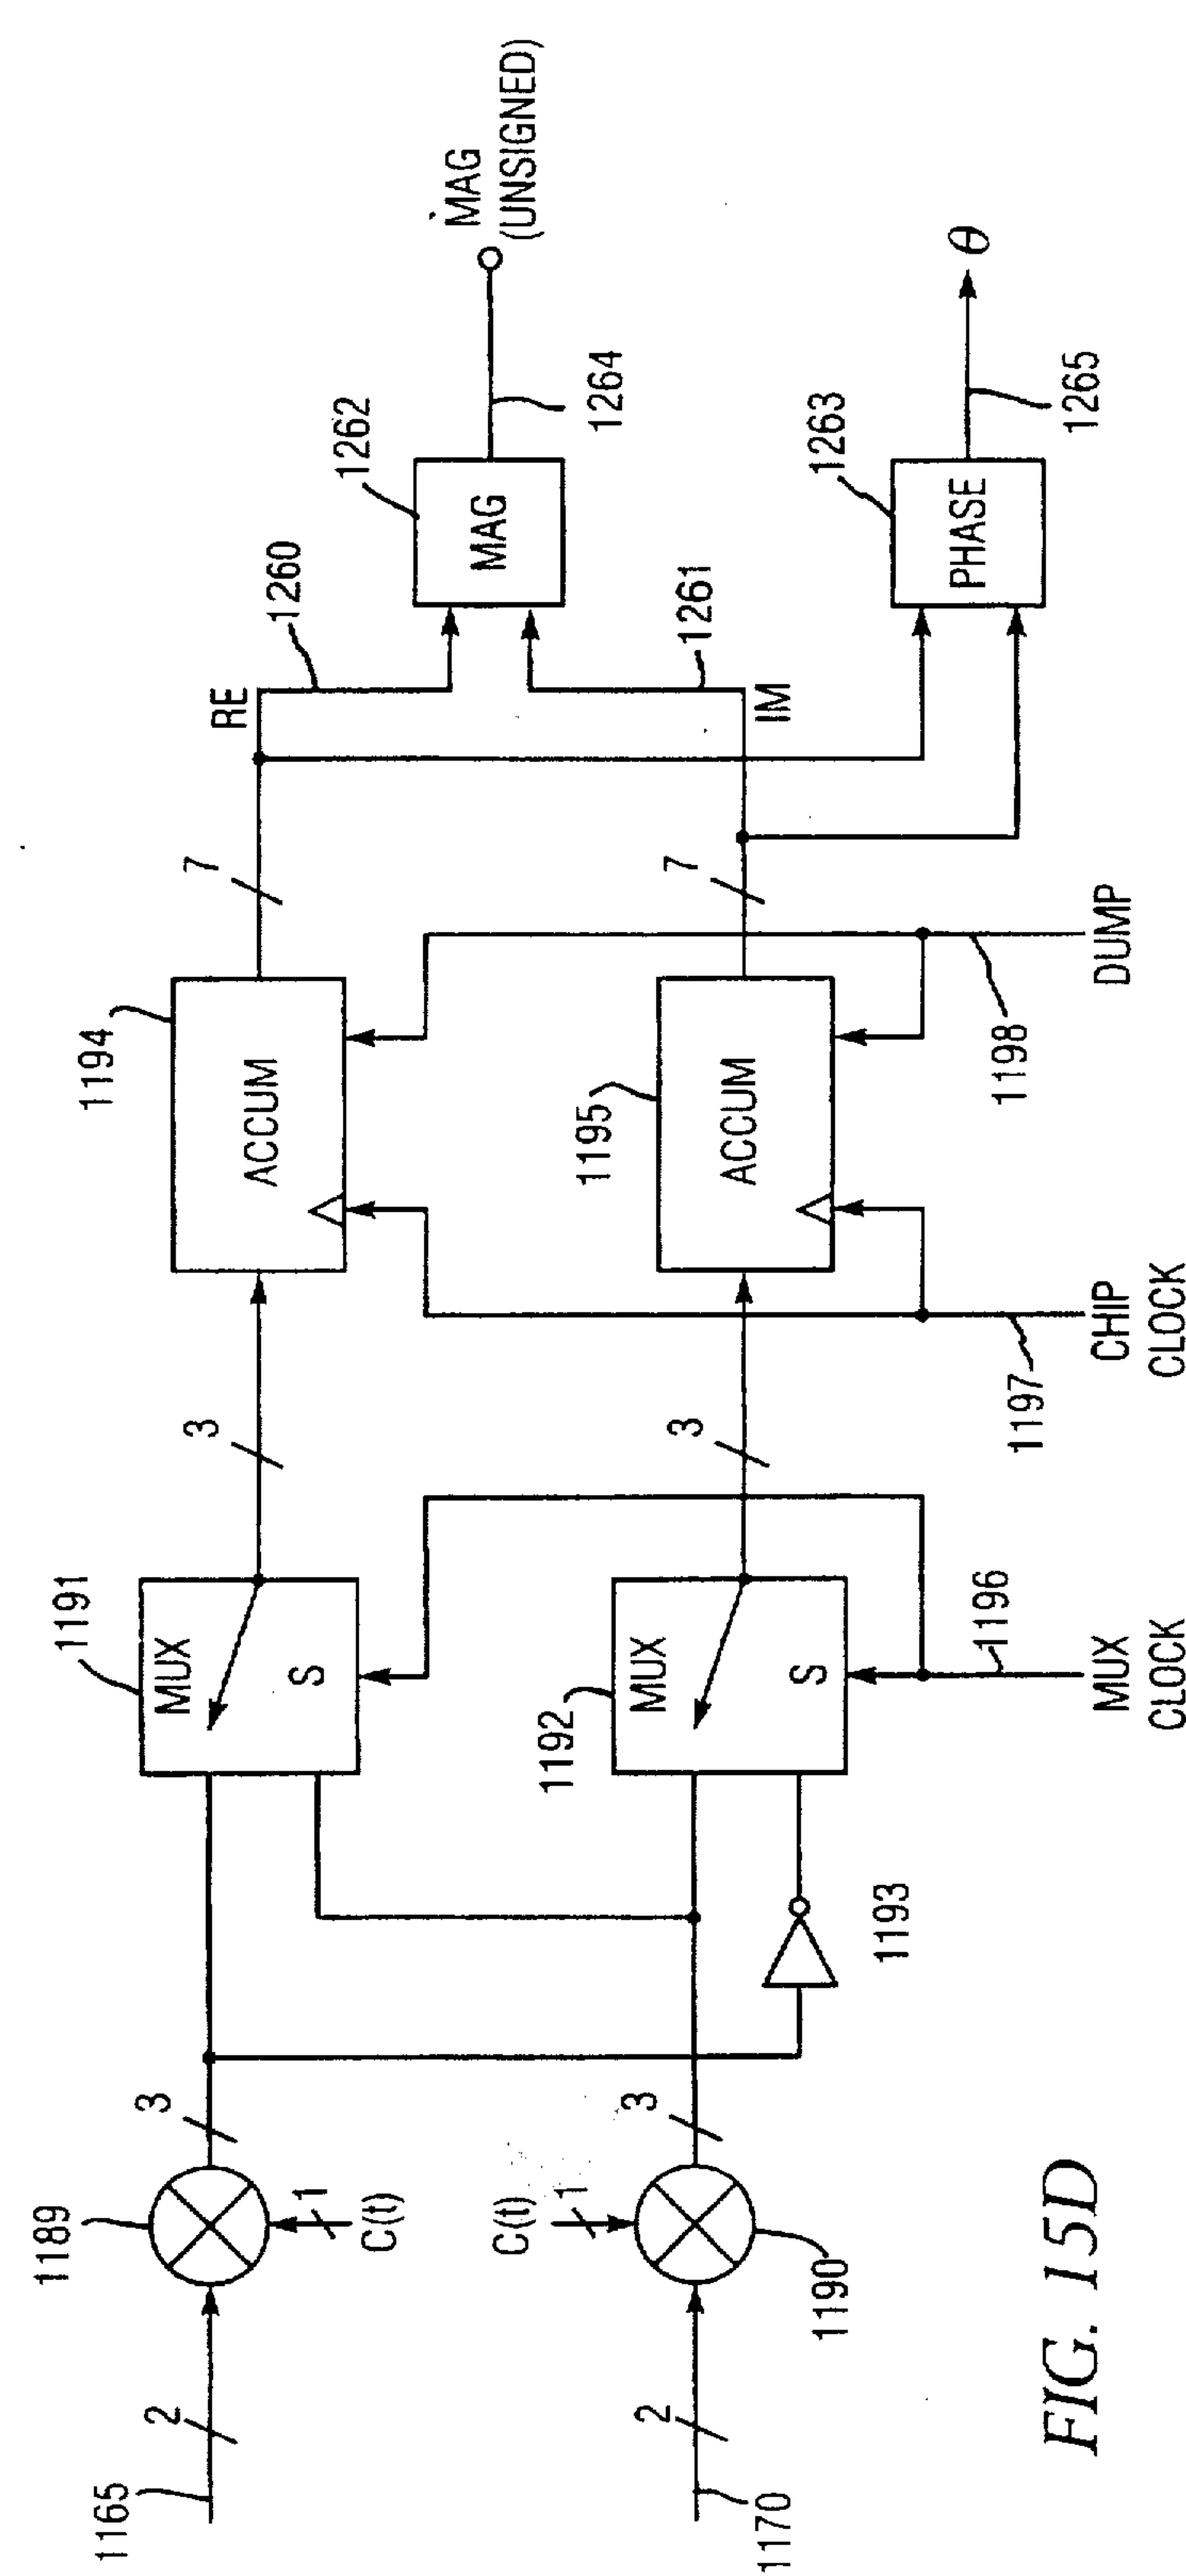 1165
2
1189
1
C(t)
3
1191
MUX
S
3
1194
ACCUM
7
RE
1260
1262
MAG
1264
MAG
(UNSIGNED)
1170
2
1190
C(t)
1
3
1193
1192
MUX
S
3
1195
ACCUM
7
IM
1261
1263
PHASE
1265
θ
1196
MUX
CLOCK
1197
CHIP
CLOCK
1198
DUMP
FIG. 15D